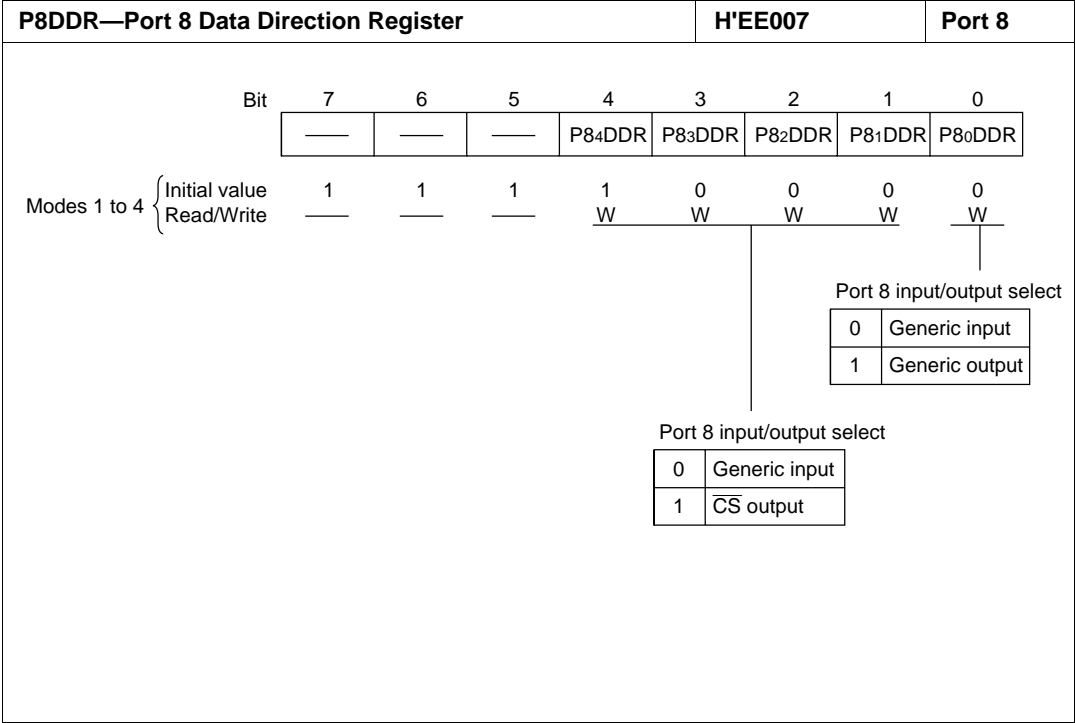 P8DDR—Port 8 Data Direction Register H'EE007 Port 8
Bit 7 6 5 4 3 2 1 0
—— —— —— P84DDR P83DDR P82DDR P81DDR P80DDR
Modes 1 to 4
Initial value 1 1 1 1 0 0 0 0
Read/Write —— —— —— W W W W W
Port 8 input/output select
0 Generic input
1 Generic output
Port 8 input/output select
0 Generic input
1 C̅S̅ output